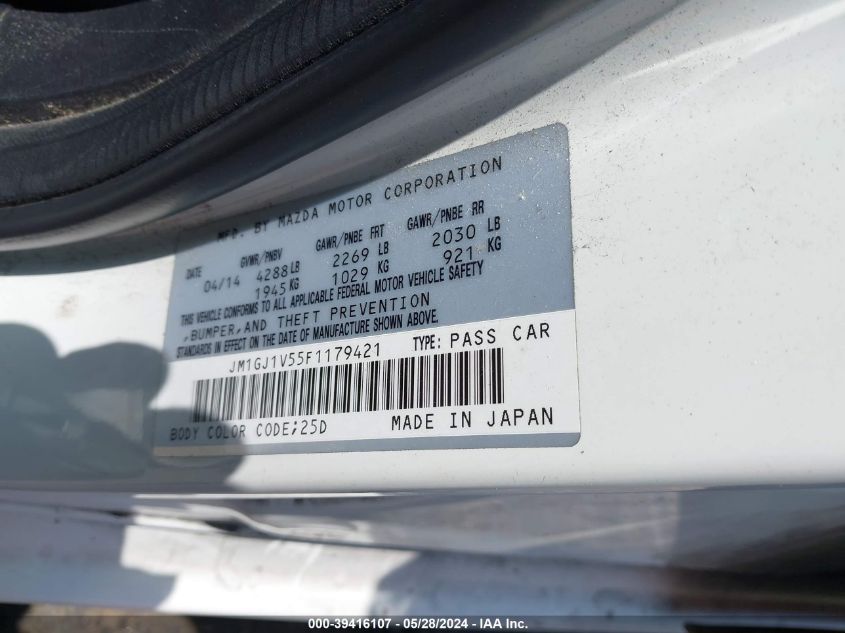 MFD. BY MAZDA MOTOR CORPORATION
DATE GVWR/PNBV GAWR/PNBE FRT GAWR/PNBE RR
04/14 4288 LB 2269 LB 2030 LB
1945 KG 1029 KG 921 KG
THIS VEHICLE CONFORMS TO ALL APPLICABLE FEDERAL MOTOR VEHICLE SAFETY
,BUMPER,AND THEFT PREVENTION
STANDARDS IN EFFECT ON THE DATE OF MANUFACTURE SHOWN ABOVE.
JM1GJ1V55F1179421 TYPE: PASS CAR
BODY COLOR CODE;25D MADE IN JAPAN
000-39416107 - 05/28/2024 - IAA Inc.